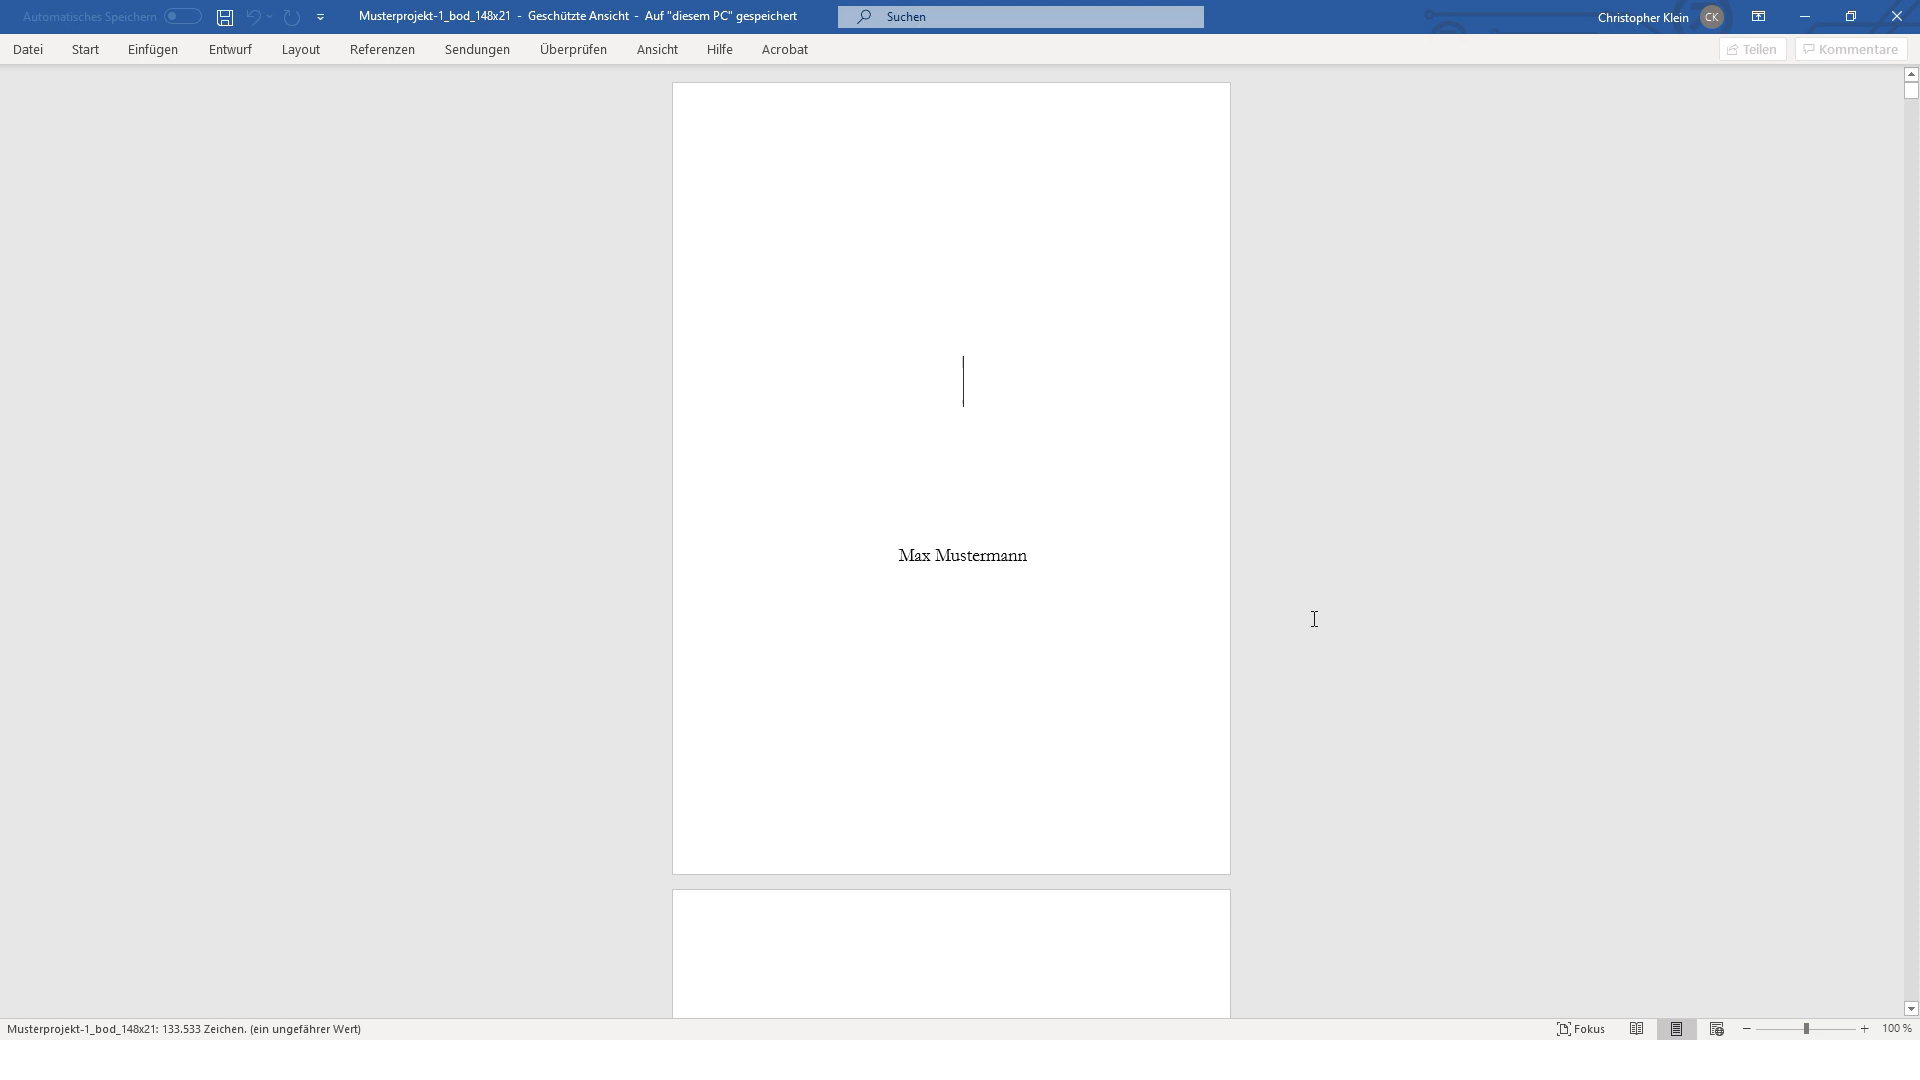 Automatisches Speichern
Musterprojekt-1_bod_148x21 - Geschützte Ansicht - Auf "diesem PC" gespeichert
Suchen
Christopher Klein
CK
Datei Start Einfügen Entwurf Layout Referenzen Sendungen Überprüfen Ansicht Hilfe Acrobat
Teilen
Kommentare
Max Mustermann
Musterprojekt-1_bod_148x21: 133.533 Zeichen. (ein ungefährer Wert)
Fokus
100 %